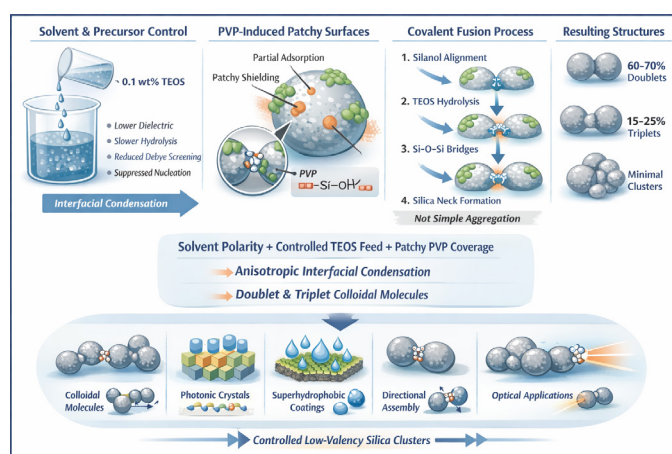 Solvent & Precursor Control
0.1 wt% TEOS
Lower Dielectric
Slower Hydrolysis
Reduced Debye Screening
Suppressed Nucleation
Interfacial Condensation
PVP-Induced Patchy Surfaces
Partial Adsorption
Patchy Shielding
PVP
-Si-OH
Covalent Fusion Process
1. Silanol Alignment
2. TEOS Hydrolysis
3. Si-O-Si Bridges
4. Silica Neck Formation
Not Simple Aggregation
Resulting Structures
60-70%
Doublets
15-25%
Triplets
Minimal
Clusters
Solvent Polarity + Controlled TEOS Feed + Patchy PVP Coverage
Anisotropic Interfacial Condensation
Doublet & Triplet Colloidal Molecules
Colloidal
Molecules
Photonic Crystals
Superhydrophobic
Coatings
Directional
Assembly
Optical Applications
Controlled Low-Valency Silica Clusters